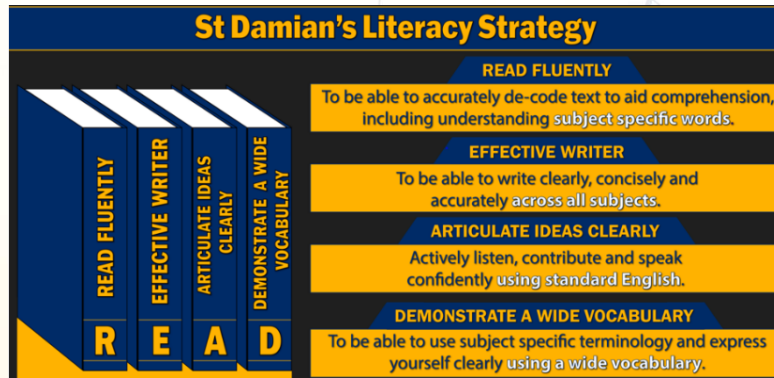 St Damian's Literacy Strategy
READ FLUENTLY
EFFECTIVE WRITER
ARTICULATE IDEAS
CLEARLY
DEMONSTRATE A WIDE
VOCABULARY
R E A D
READ FLUENTLY
To be able to accurately de-code text to aid comprehension,
including understanding subject specific words.
EFFECTIVE WRITER
To be able to write clearly, concisely and
accurately across all subjects.
ARTICULATE IDEAS CLEARLY
Actively listen, contribute and speak
confidently using standard English.
DEMONSTRATE A WIDE VOCABULARY
To be able to use subject specific terminology and express
yourself clearly using a wide vocabulary.